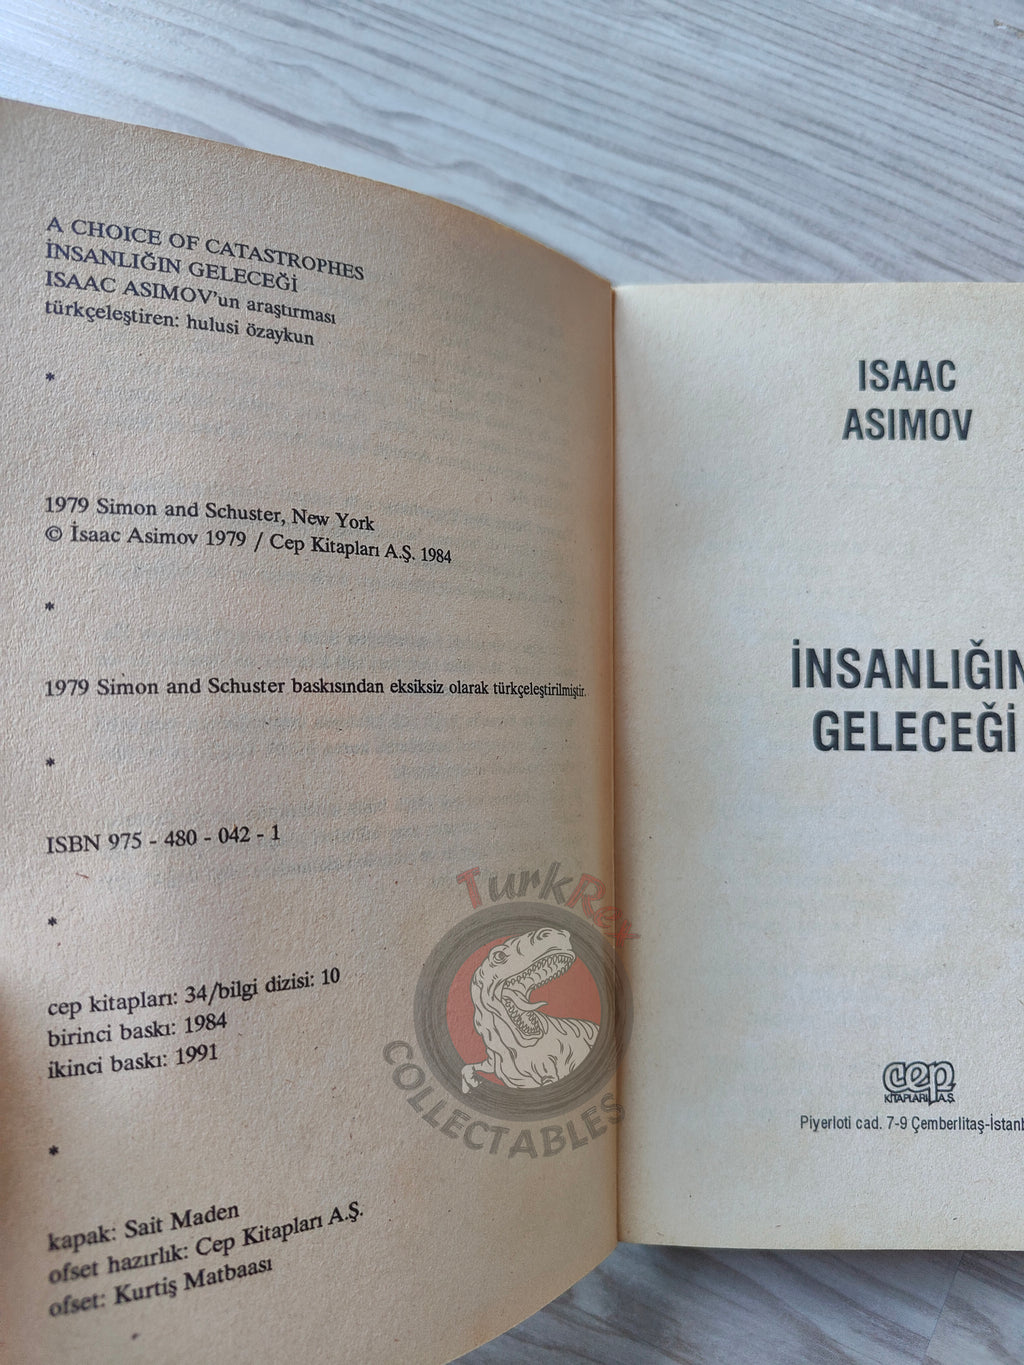 A CHOICE OF CATASTROPHES
İNSANLIĞIN GELECEĞİ
ISAAC ASIMOV'un araştırması
türkçeleştiren: hulusi özaykun
*
1979 Simon and Schuster, New York
© İsaac Asimov 1979 / Cep Kitapları A.Ş. 1984
*
1979 Simon and Schuster baskısından eksiksiz olarak türkçeleştirilmiştir.
*
ISBN 975 - 480 - 042 - 1
*
cep kitapları: 34/bilgi dizisi: 10
birinci baskı: 1984
ikinci baskı: 1991
*
kapak: Sait Maden
ofset hazırlık: Cep Kitapları A.Ş.
ofset: Kurtiş Matbaası
TurkRex
COLLECTABLES
ISAAC
ASIMOV
İNSANLIĞIN
GELECEĞİ
cep
KİTAPLARI A.Ş.
Piyerloti cad. 7-9 Çemberlitaş-İstanb